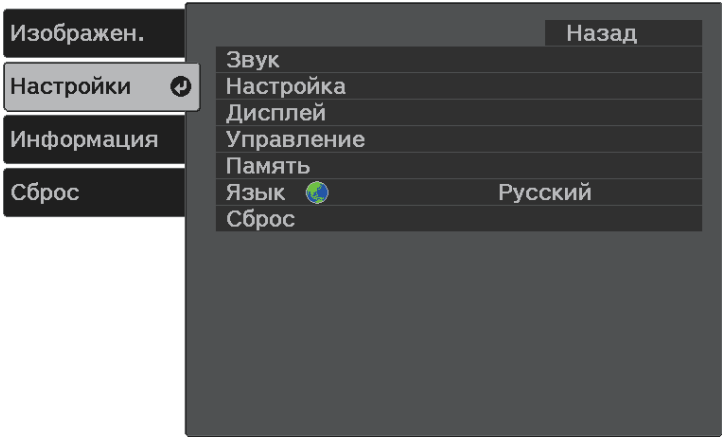 Изображен.
Настройки
Информация
Сброс
Назад
Звук
Настройка
Дисплей
Управление
Память
Язык Русский
Сброс